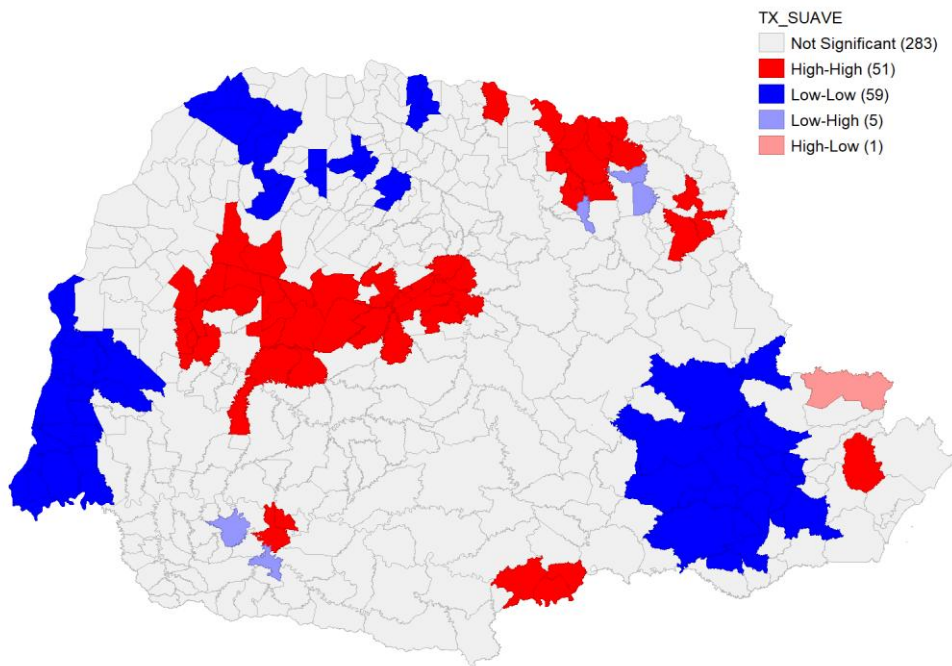 TX_SUAVE
Not Significant (283)
High-High (51)
Low-Low (59)
Low-High (5)
High-Low (1)